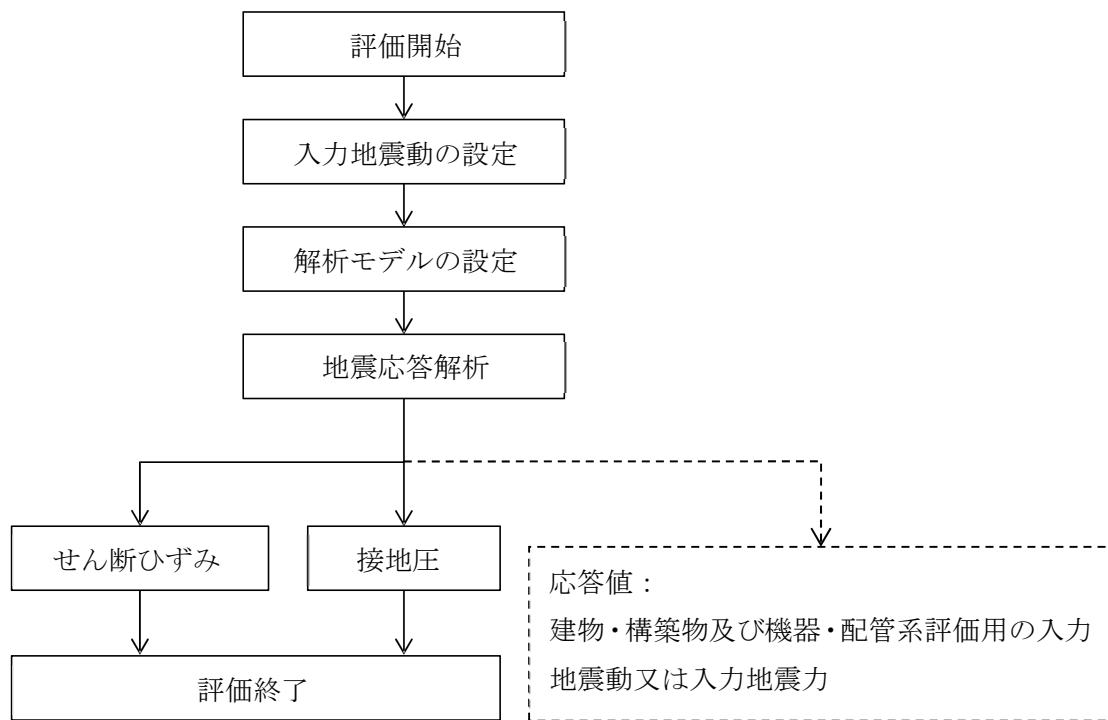 評価開始
入力地震動の設定
解析モデルの設定
地震応答解析
せん断ひずみ
接地圧
応答値：
建物・構築物及び機器・配管系評価用の入力
地震動又は入力地震力
評価終了